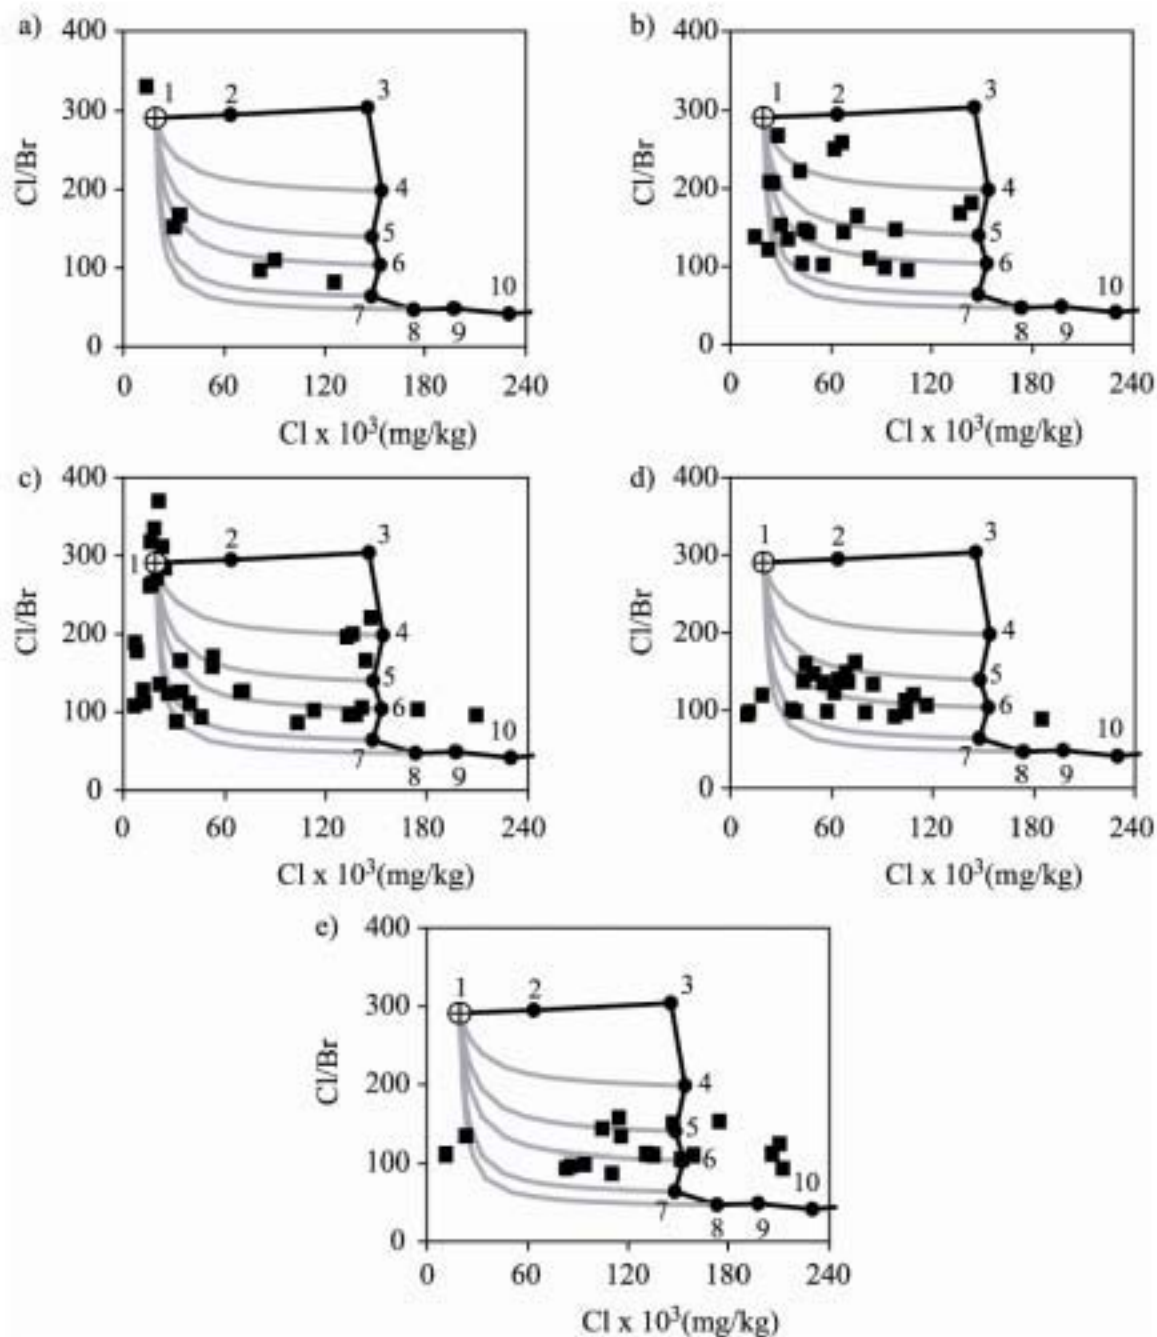 a) 400 3 b) 400 3
1 2 1 2
300 300
Cl/Br 200 4 Cl/Br 200 4
5 5
100 6 10 100 6 10
7 8 9 7 8 9
0 0
0 60 120 180 240 0 60 120 180 240
Cl x 10³(mg/kg) Cl x 10³(mg/kg)
c) 400 3 d) 400 3
2 1 2
300 1 300
Cl/Br 200 4 Cl/Br 200 4
5 5
100 6 10 100 6 10
7 8 9 7 8 9
0 0
0 60 120 180 240 0 60 120 180 240
Cl x 10³(mg/kg) Cl x 10³(mg/kg)
e) 400
1 2 3
300
Cl/Br 200 4
5
100 6 10
7 8 9
0
0 60 120 180 240
Cl x 10³(mg/kg)